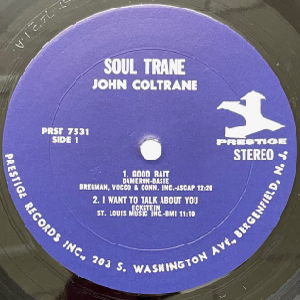 SOUL TRANE
JOHN COLTRANE
PRST 7531
SIDE 1
PRESTIGE
STEREO
1. GOOD BAIT
DAMERON-BASIE
BREGMAN, VOCCO & CONN. INC.-ASCAP 12:26
2. I WANT TO TALK ABOUT YOU
ECKSTEIN
ST. LOUIS MUSIC INC.-BMI 11:10
PRESTIGE RECORDS INC., 203 S. WASHINGTON AVE., BERGENFIELD, N. J.